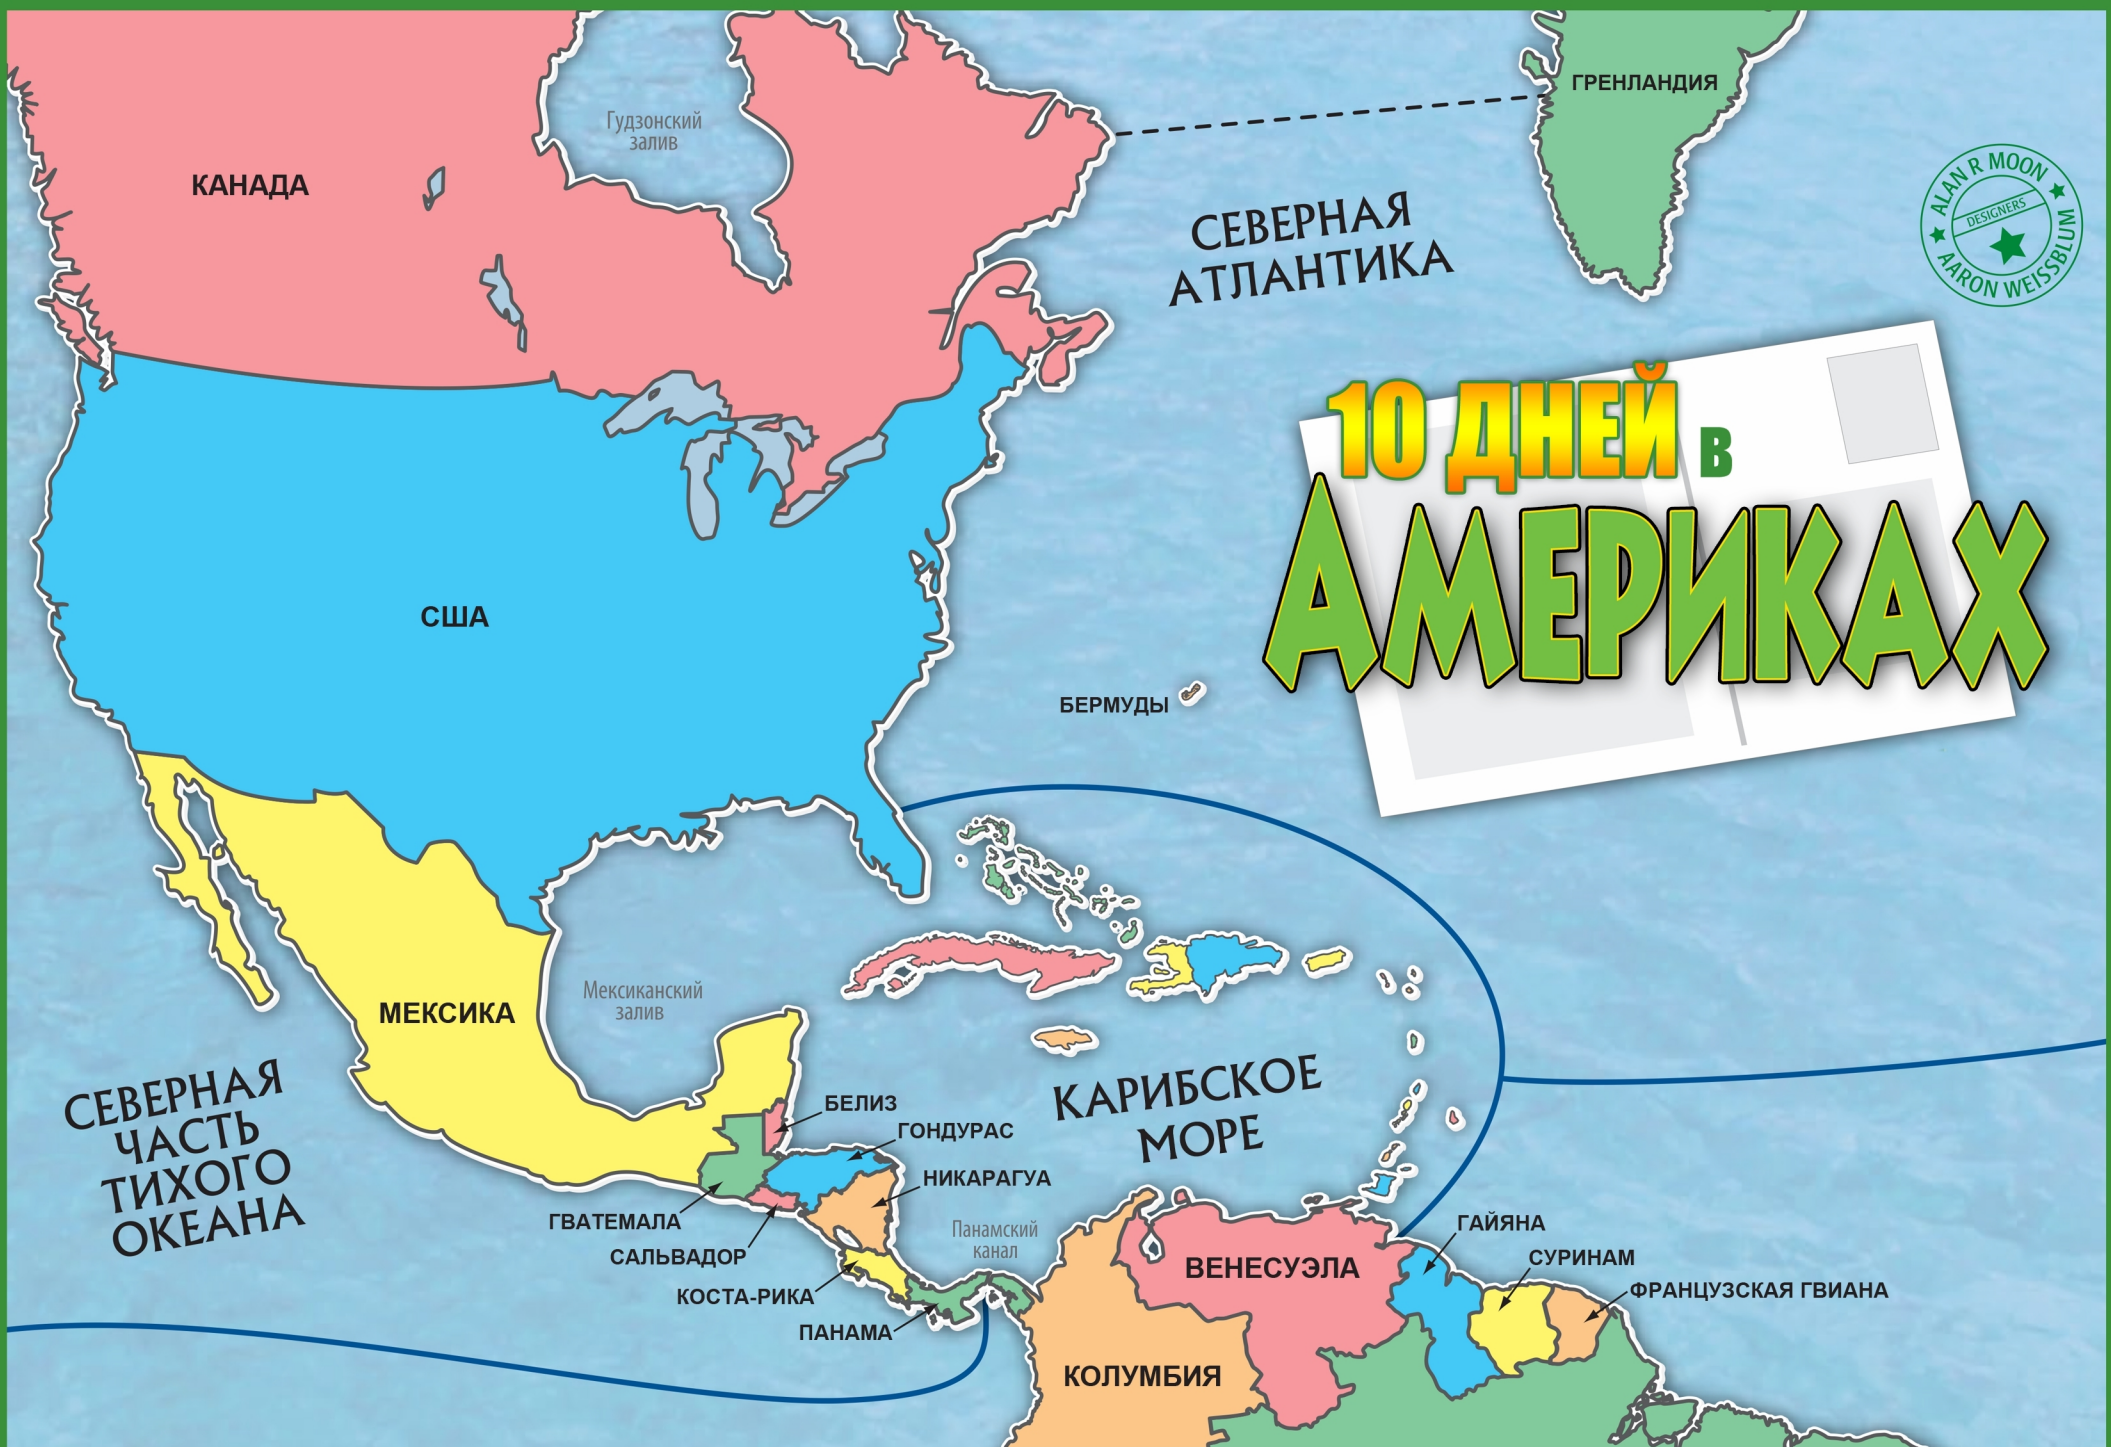 ГРЕНЛАНДИЯ
Гудзонский
залив
КАНАДА
ALAN R MOON
DESIGNERS
AARON WEISSBLUM
СЕВЕРНАЯ
АТЛАНТИКА
10 ДНЕЙ в
АМЕРИКАХ
США
БЕРМУДЫ
МЕКСИКА
Мексиканский
залив
СЕВЕРНАЯ
ЧАСТЬ
ТИХОГО
ОКЕАНА
КАРИБСКОЕ
МОРЕ
БЕЛИЗ
ГОНДУРАС
НИКАРАГУА
ГВАТЕМАЛА
САЛЬВАДОР
КОСТА-РИКА
ПАНАМА
Панамский
канал
ВЕНЕСУЭЛА
ГАЙЯНА
СУРИНАМ
ФРАНЦУЗСКАЯ ГВИАНА
КОЛУМБИЯ